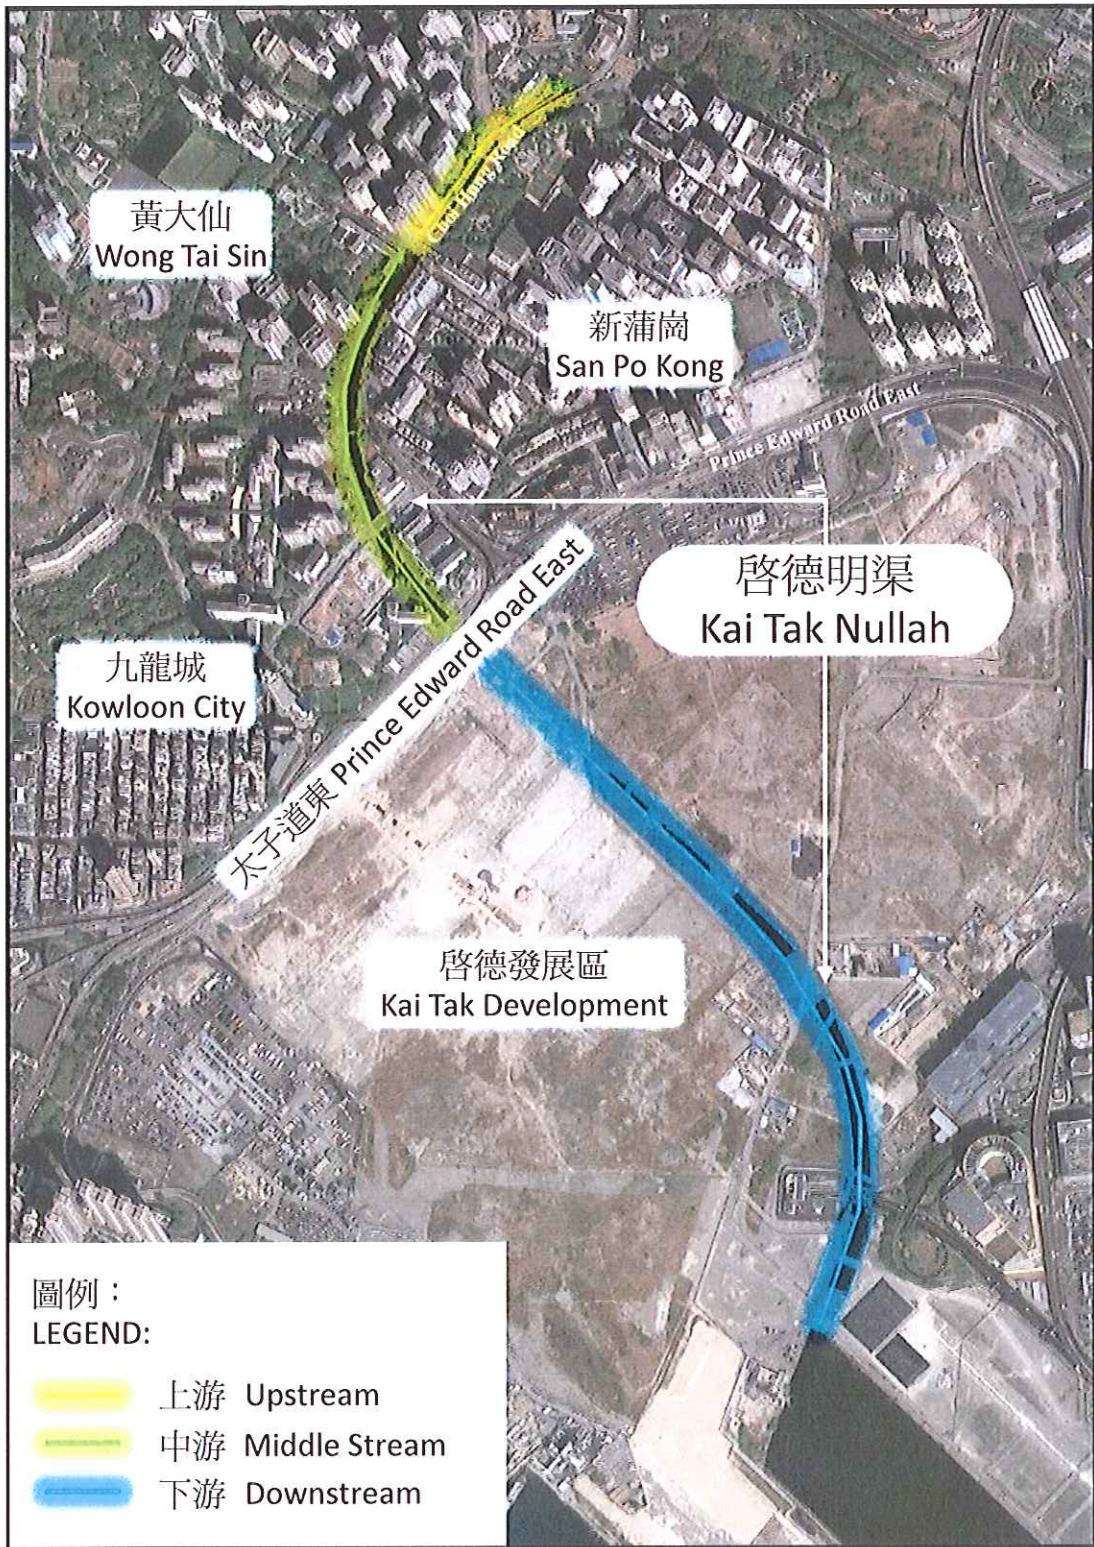 黃大仙
Wong Tai Sin
新蒲崗
San Po Kong
Prince Edward Road East
啓德明渠
Kai Tak Nullah
九龍城
Kowloon City
太子道東 Prince Edward Road East
啓德發展區
Kai Tak Development
圖例：
LEGEND:
上游 Upstream
中游 Middle Stream
下游 Downstream